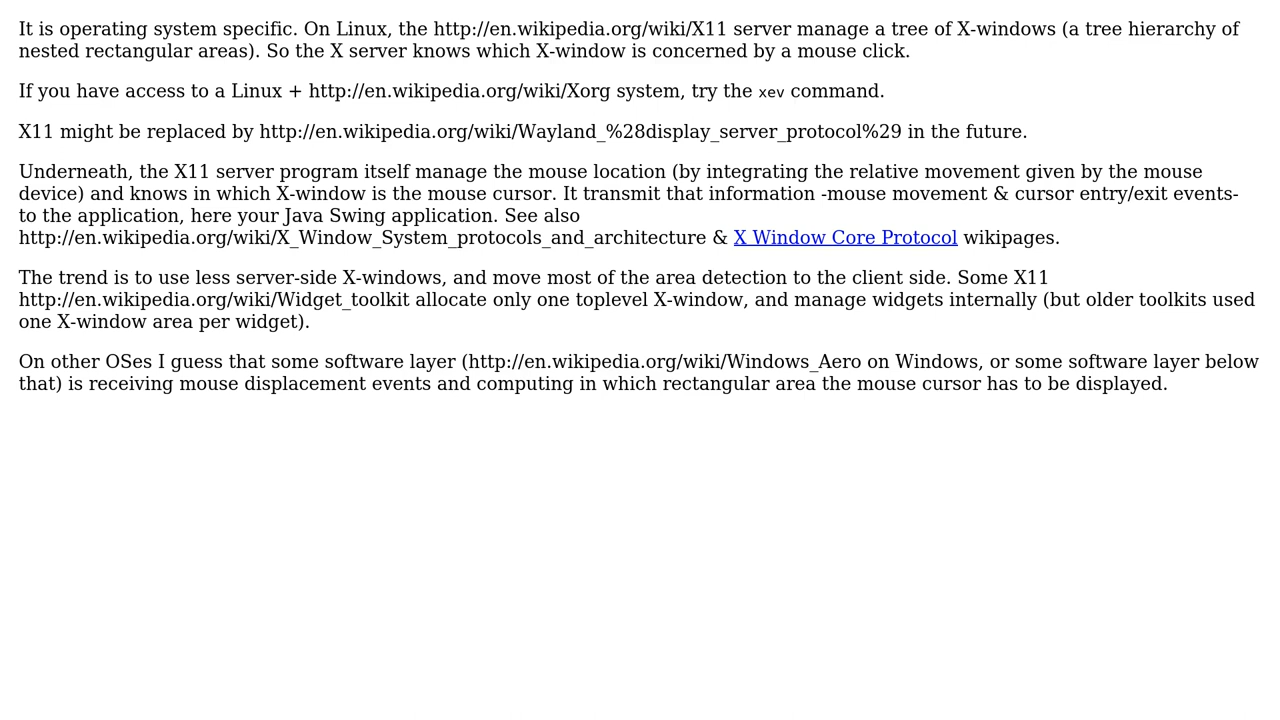 It is operating system specific. On Linux, the http://en.wikipedia.org/wiki/X11 server manage a tree of X-windows (a tree hierarchy of
nested rectangular areas). So the X server knows which X-window is concerned by a mouse click.
If you have access to a Linux + http://en.wikipedia.org/wiki/Xorg system, try the xev command.
X11 might be replaced by http://en.wikipedia.org/wiki/Wayland_%28display_server_protocol%29 in the future.
Underneath, the X11 server program itself manage the mouse location (by integrating the relative movement given by the mouse
device) and knows in which X-window is the mouse cursor. It transmit that information -mouse movement & cursor entry/exit events-
to the application, here your Java Swing application. See also
http://en.wikipedia.org/wiki/X_Window_System_protocols_and_architecture & X Window Core Protocol wikipages.
The trend is to use less server-side X-windows, and move most of the area detection to the client side. Some X11
http://en.wikipedia.org/wiki/Widget_toolkit allocate only one toplevel X-window, and manage widgets internally (but older toolkits used
one X-window area per widget).
On other OSes I guess that some software layer (http://en.wikipedia.org/wiki/Windows_Aero on Windows, or some software layer below
that) is receiving mouse displacement events and computing in which rectangular area the mouse cursor has to be displayed.